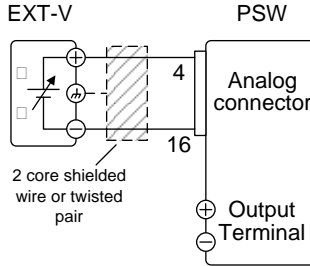 EXT-V
PSW
4
Analog
connector
16
2 core shielded
wire or twisted
pair
Output
Terminal